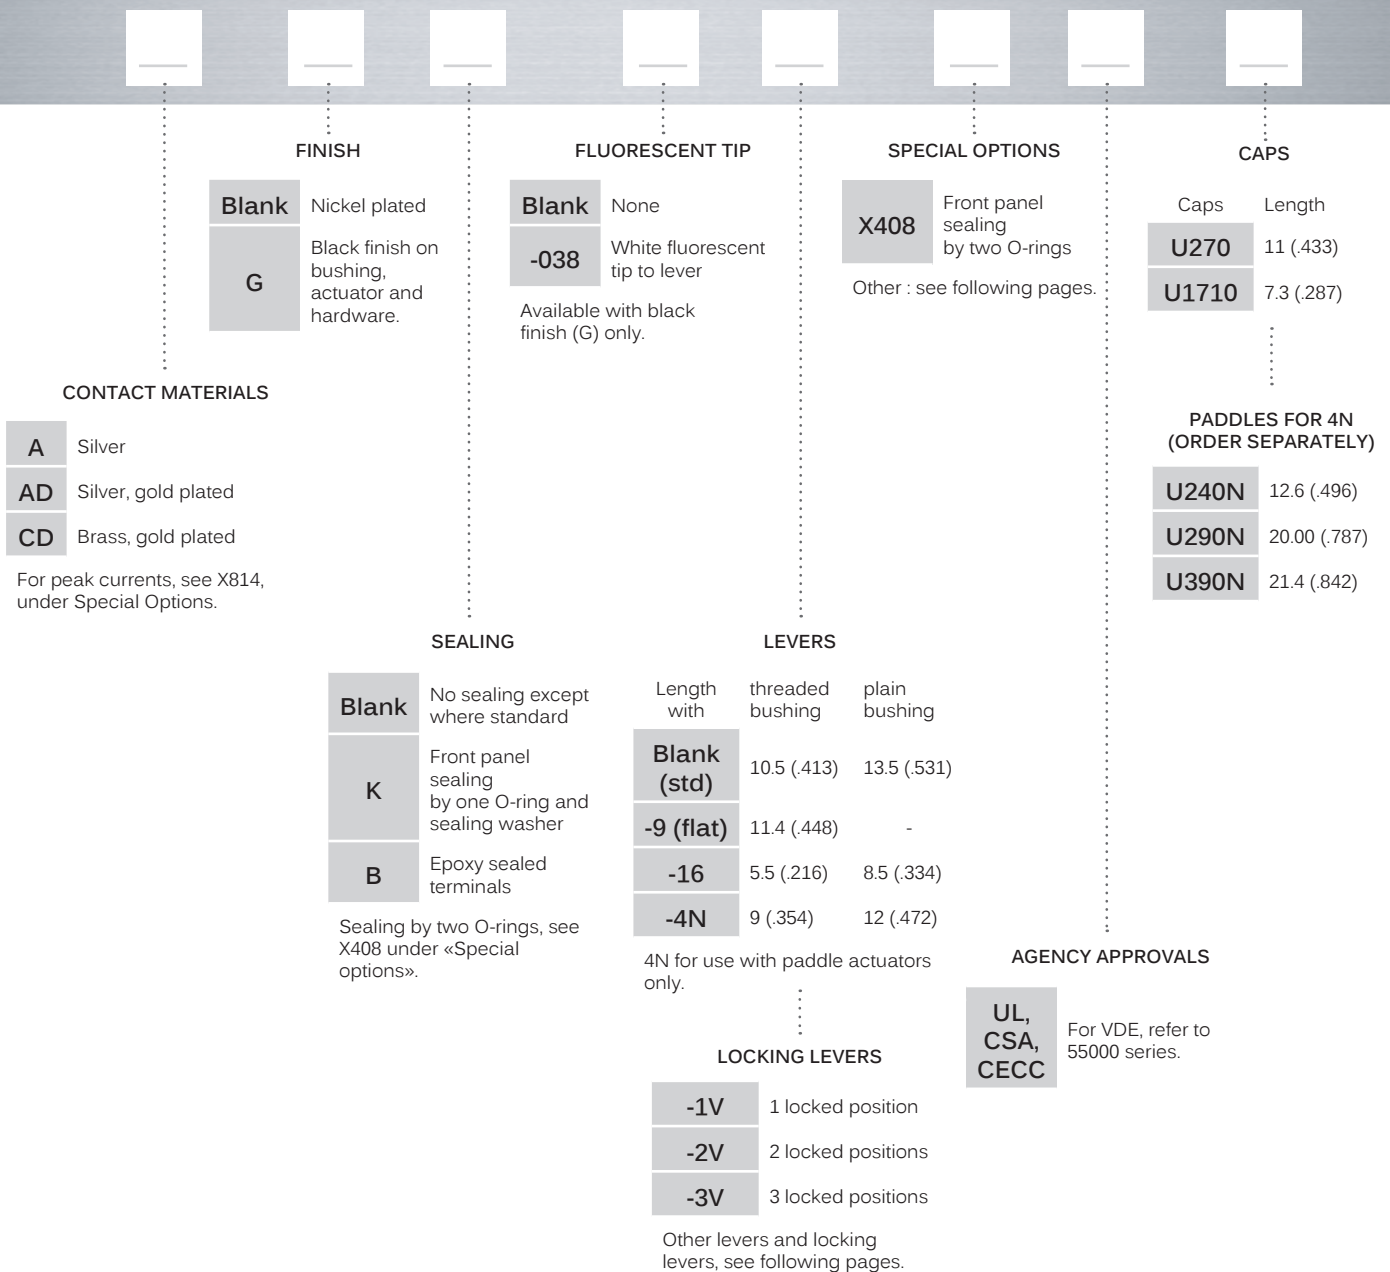 FINISH
Blank Nickel plated
G
Black finish on
bushing,
actuator and
hardware.
FLUORESCENT TIP
Blank None
-038
White fluorescent
tip to lever
Available with black
finish (G) only.
SPECIAL OPTIONS
X408
Front panel
sealing
by two O-rings
Other : see following pages.
CAPS
Caps Length
U270 11 (.433)
U1710 7.3 (.287)
PADDLES FOR 4N
(ORDER SEPARATELY)
U240N 12.6 (.496)
U290N 20.00 (.787)
U390N 21.4 (.842)
CONTACT MATERIALS
A Silver
AD Silver, gold plated
CD Brass, gold plated
For peak currents, see X814,
under Special Options.
SEALING
Blank
No sealing except
where standard
K
Front panel
sealing
by one O-ring and
sealing washer
B
Epoxy sealed
terminals
Sealing by two O-rings, see
X408 under «Special
options».
LEVERS
Length threaded plain
with bushing bushing
Blank
(std) 10.5 (.413) 13.5 (.531)
-9 (flat) 11.4 (.448) -
-16 5.5 (.216) 8.5 (.334)
-4N 9 (.354) 12 (.472)
4N for use with paddle actuators
only.
LOCKING LEVERS
-1V 1 locked position
-2V 2 locked positions
-3V 3 locked positions
Other levers and locking
levers, see following pages.
AGENCY APPROVALS
UL,
CSA,
CECC
For VDE, refer to
55000 series.